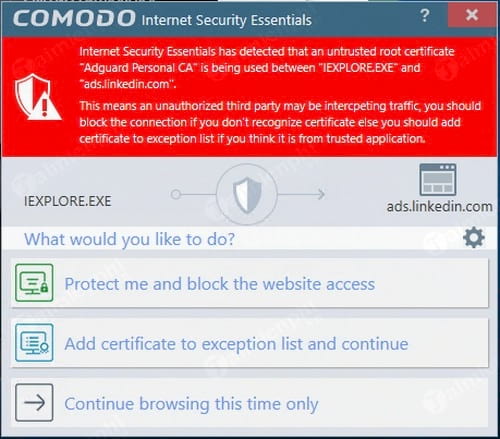 COMODO Internet Security Essentials ? ×
Internet Security Essentials has detected that an untrusted root certificate
"Adguard Personal CA" is being used between "IEXPLORE.EXE" and
"ads.linkedin.com".
This means an unauthorized third party may be intercpeting traffic, you should
block the connection if you don't recognize certificate else you should add
certificate to exception list if you think it is from trusted application.
IEXPLORE.EXE
ads.linkedin.com
What would you like to do?
Protect me and block the website access
Add certificate to exception list and continue
Continue browsing this time only